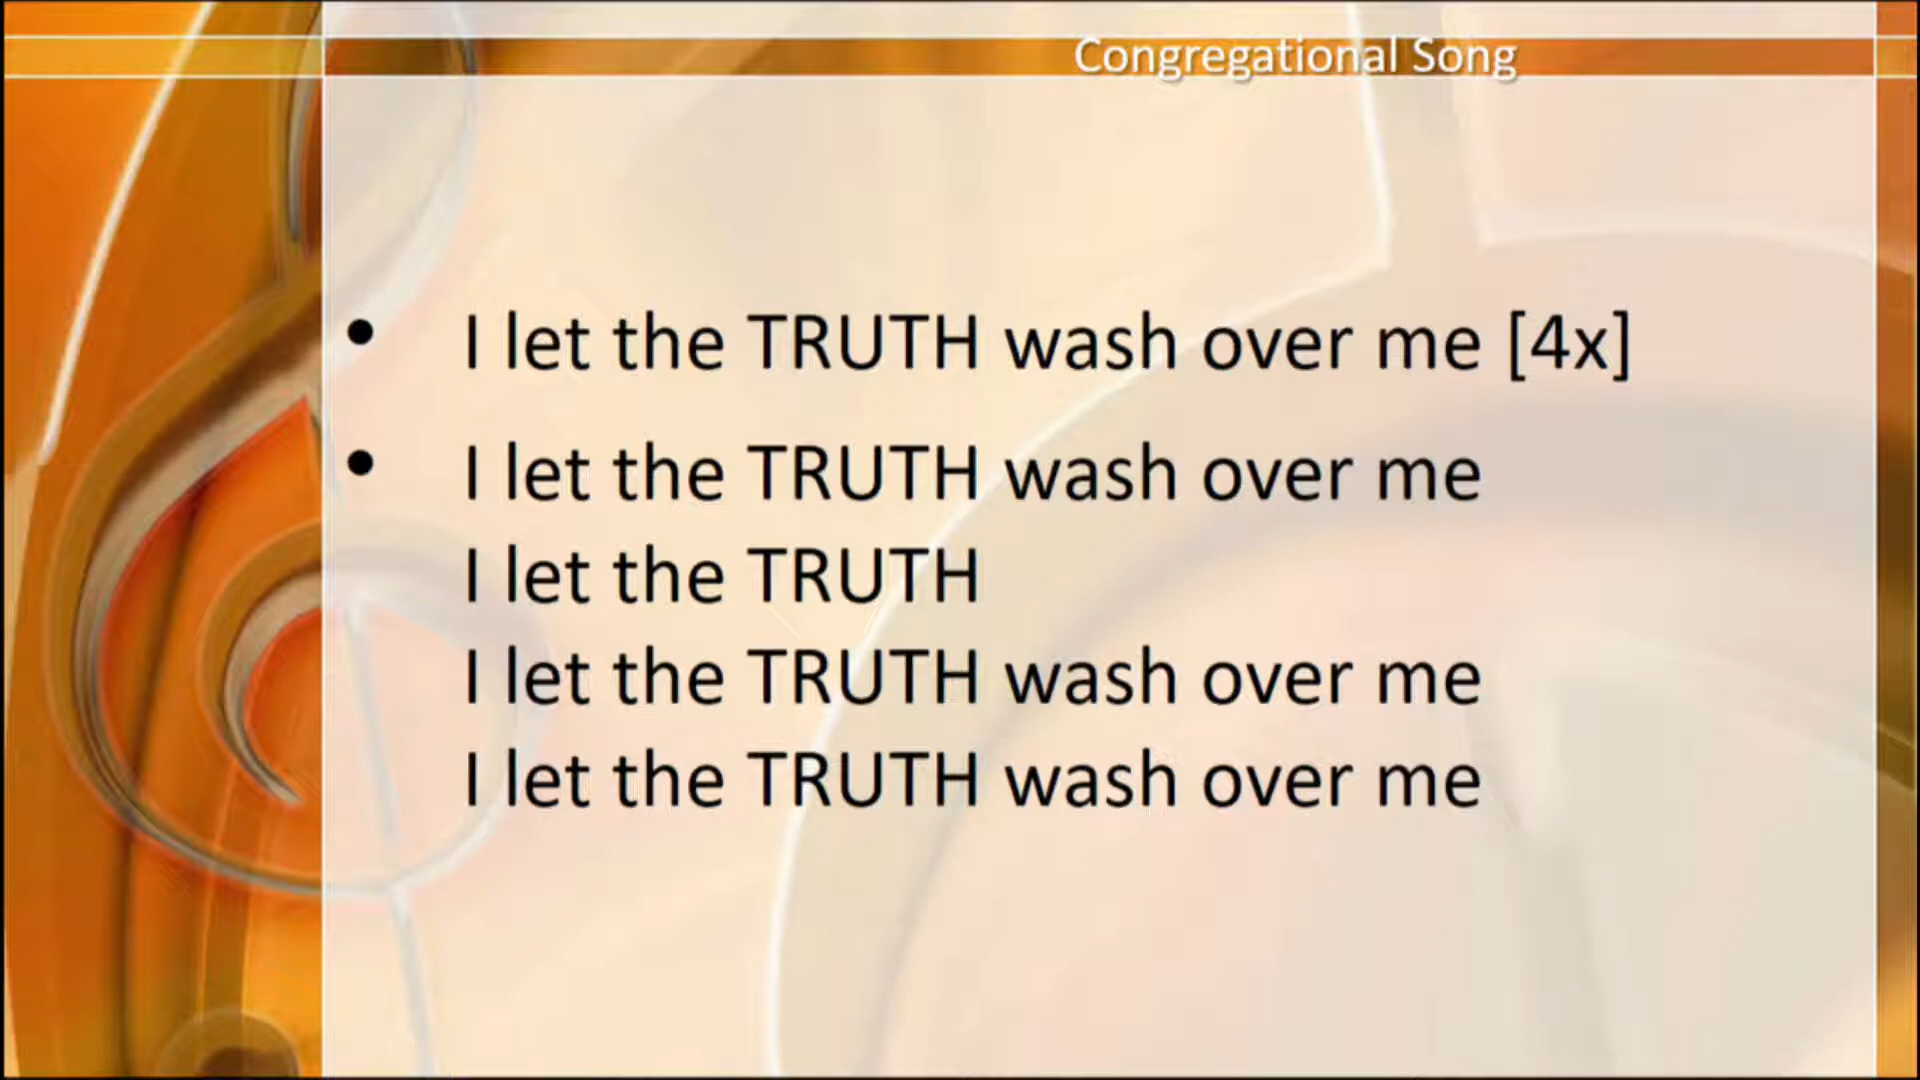 Congregational Song
• I let the TRUTH wash over me [4x]
• I let the TRUTH wash over me
I let the TRUTH
I let the TRUTH wash over me
I let the TRUTH wash over me